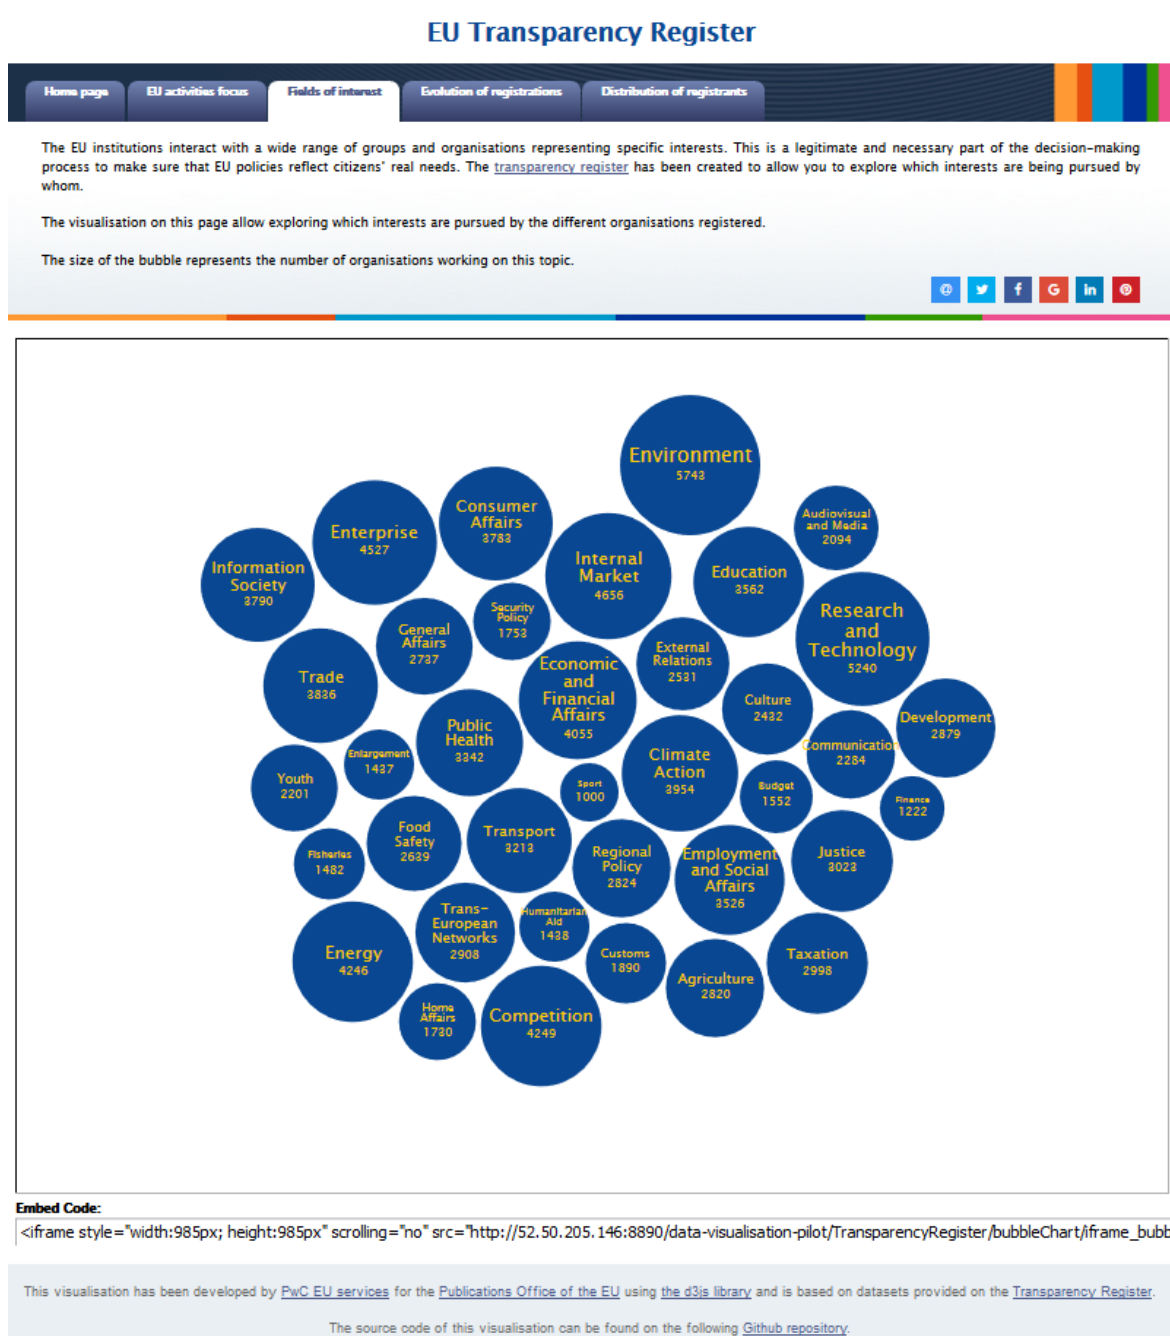 EU Transparency Register
Home page
EU activities focus
Fields of interest
Evolution of registrations
Distribution of registrants
The EU institutions interact with a wide range of groups and organisations representing specific interests. This is a legitimate and necessary part of the decision-making
process to make sure that EU policies reflect citizens' real needs. The transparency register has been created to allow you to explore which interests are being pursued by
whom.
The visualisation on this page allow exploring which interests are pursued by the different organisations registered.
The size of the bubble represents the number of organisations working on this topic.
Environment
5743
Audiovisual
and Media
2094
Consumer
Affairs
3783
Enterprise
4527
Internal
Market
4656
Education
3562
Information
Society
3790
Security
Policy
1753
Research
and
Technology
5240
General
Affairs
2737
External
Relations
2531
Trade
3836
Economic
and
Financial
Affairs
4055
Culture
2432
Development
2879
Public
Health
3342
Communication
2284
Enlargement
1437
Climate
Action
3954
Youth
2201
Sport
1000
Budget
1552
Finance
1222
Food
Safety
2639
Transport
3213
Regional
Policy
2824
Employment
and Social
Affairs
3526
Justice
3023
Fisheries
1482
Trans-
European
Networks
2908
Humanitarian
Aid
1438
Energy
4246
Customs
1890
Taxation
2998
Agriculture
2820
Home
Affairs
1730
Competition
4249
Embed Code:
<iframe style="width:985px; height:985px" scrolling="no" src="http://52.50.205.146:8890/data-visualisation-pilot/TransparencyRegister/bubbleChart/iframe_bubb
This visualisation has been developed by PwC EU services for the Publications Office of the EU using the d3js library and is based on datasets provided on the Transparency Register.
The source code of this visualisation can be found on the following Github repository.